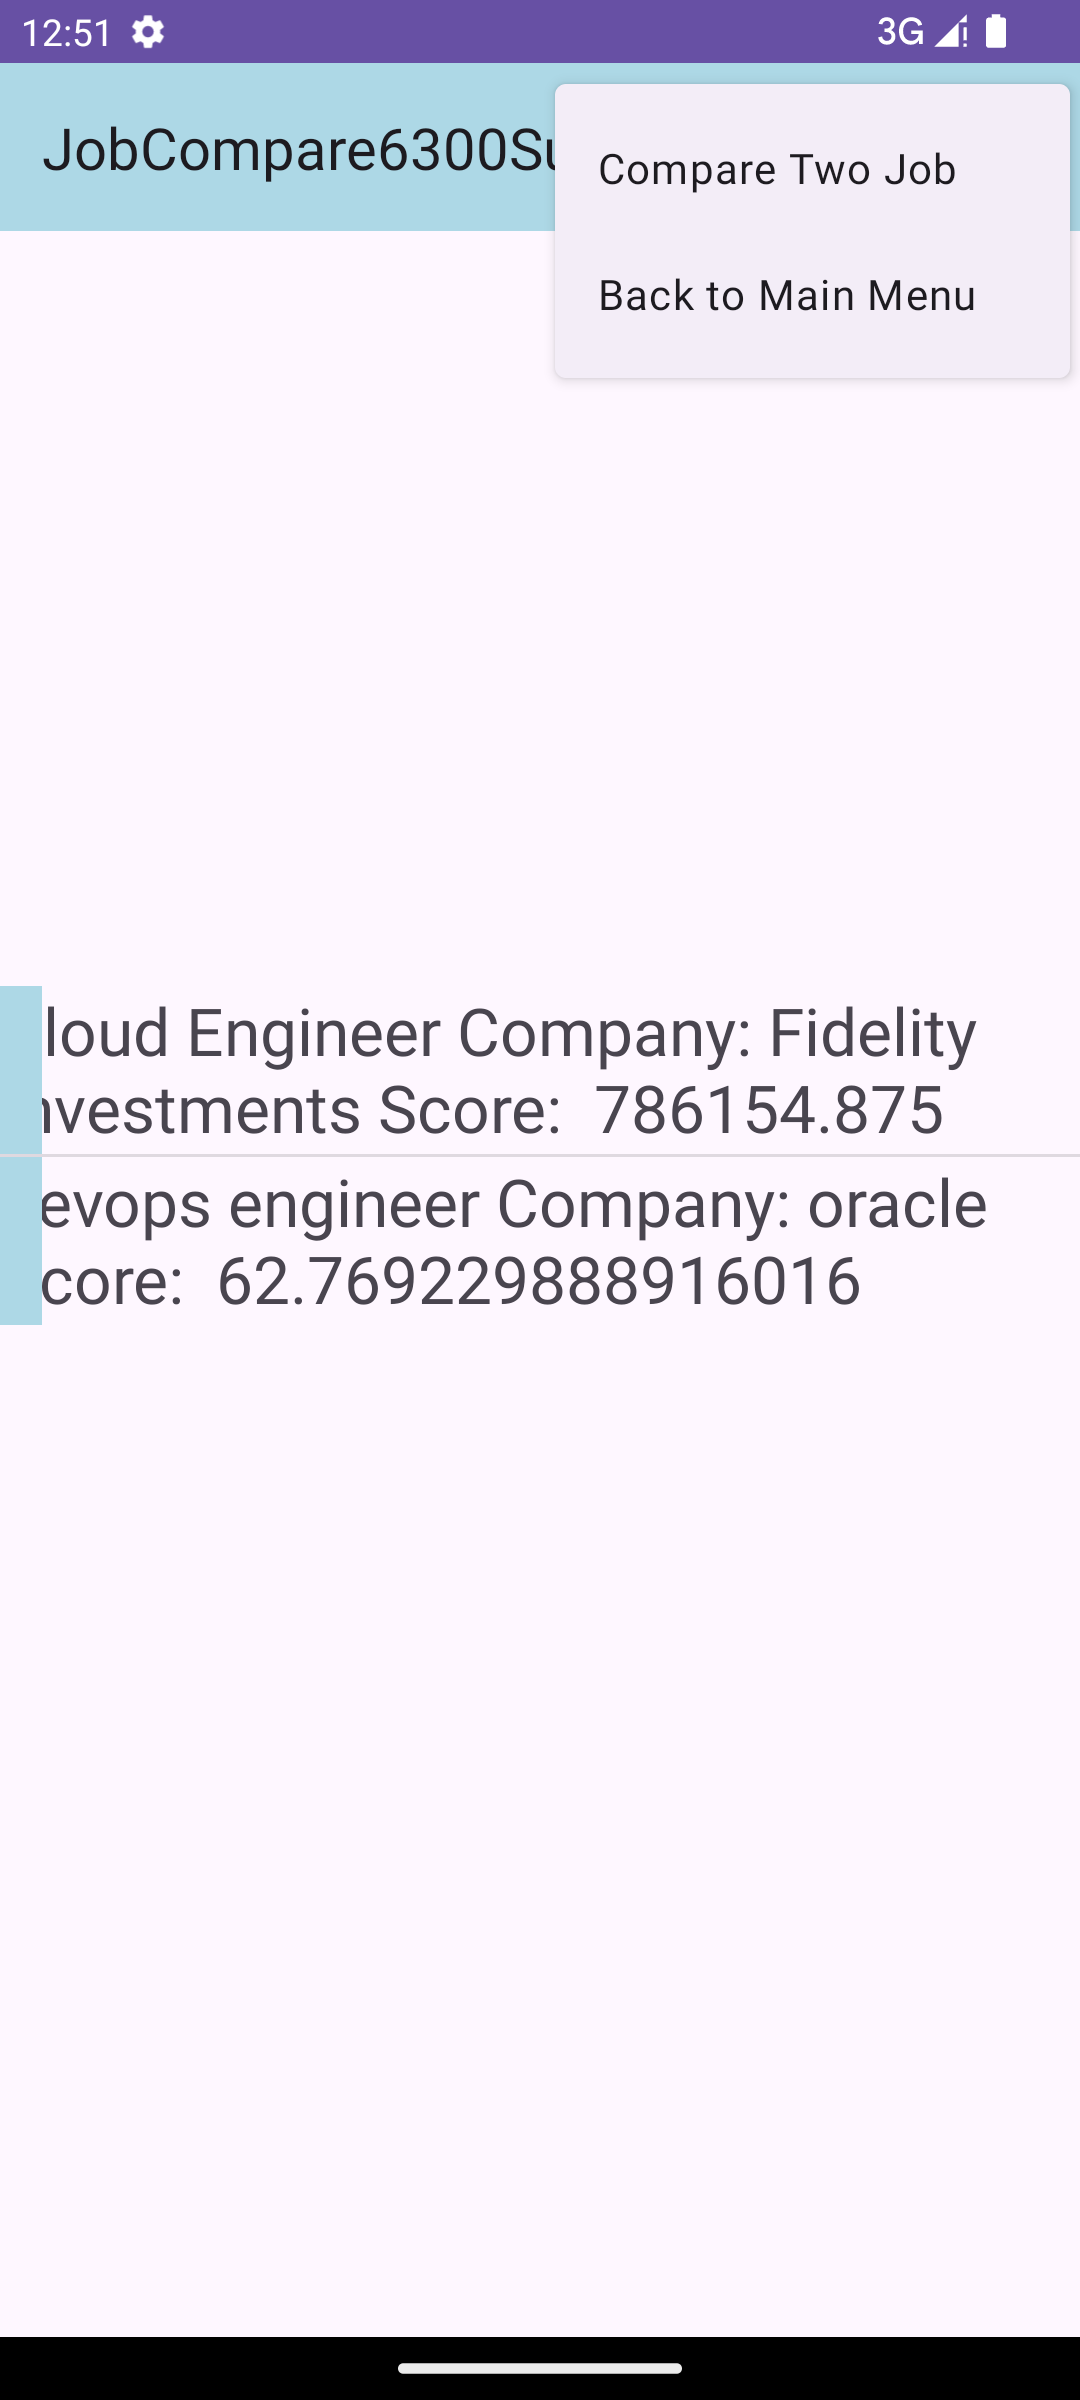 12:51
3G
JobCompare6300Su
Compare Two Job
Back to Main Menu
loud Engineer Company: Fidelity
nvestments Score: 786154.875
evops engineer Company: oracle
core: 62.769229888916016